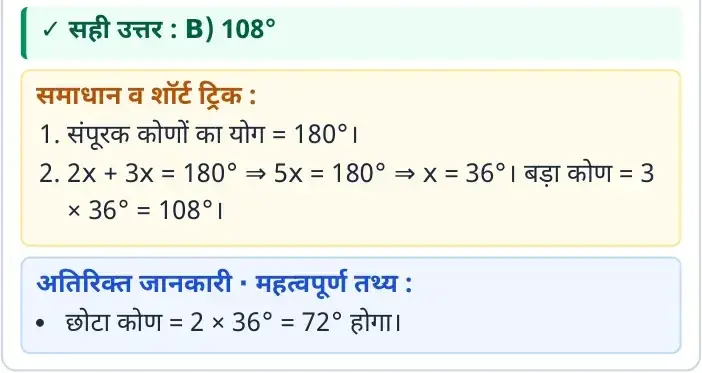 ✓ सही उत्तर : B) 108°
समाधान व शॉर्ट ट्रिक :
1. संपूरक कोणों का योग = 180°।
2. 2x + 3x = 180° ⇒ 5x = 180° ⇒ x = 36°। बड़ा कोण = 3
× 36° = 108°।
अतिरिक्त जानकारी · महत्वपूर्ण तथ्य :
• छोटा कोण = 2 × 36° = 72° होगा।